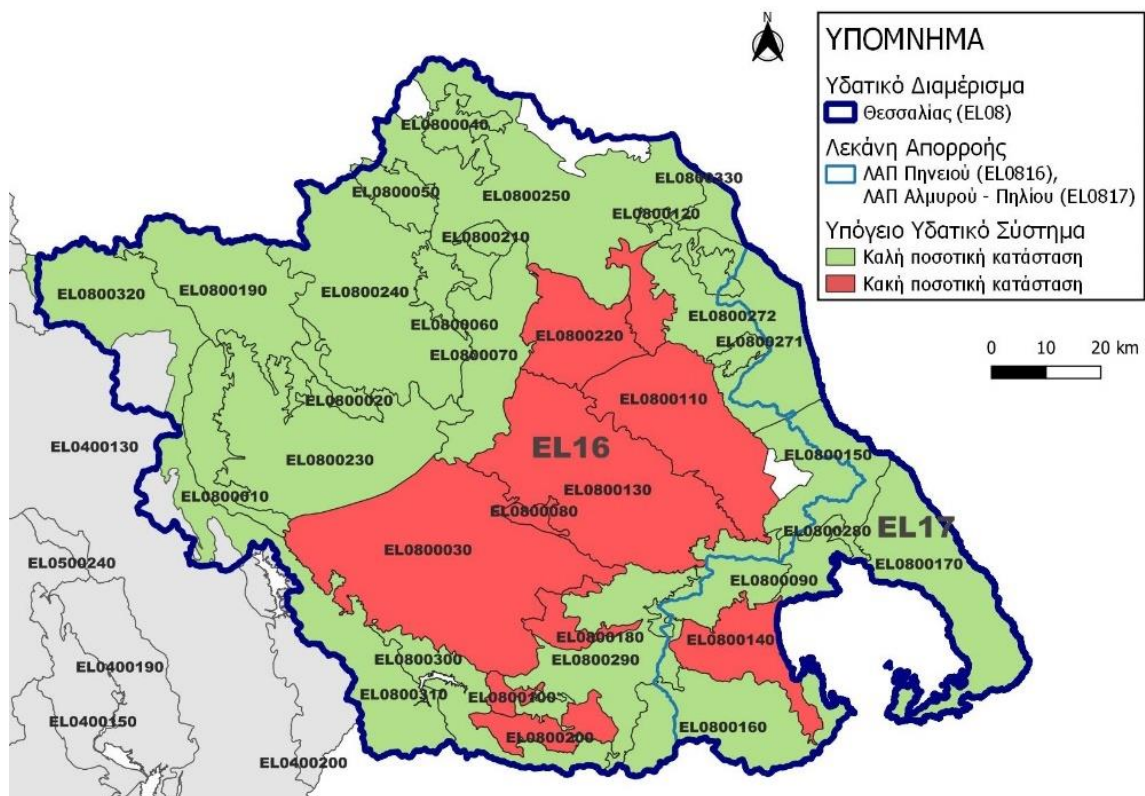 N
ΥΠΟΜΝΗΜΑ
Υδατικό Διαμέρισμα
Θεσσαλίας (EL08)
Λεκάνη Απορροής
ΛΑΠ Πηνειού (EL0816),
ΛΑΠ Αλμυρού - Πηλίου (EL0817)
Υπόγειο Υδατικό Σύστημα
Καλή ποσοτική κατάσταση
Κακή ποσοτική κατάσταση
0 10 20 km
EL0800040
EL0800330
EL0800050
EL0800250
EL0800120
EL0800210
EL0800320
EL0800190
EL0800240
EL0800272
EL0800060
EL0800220
EL0800271
EL0800070
EL0800020
EL0800110
EL0400130
EL0800230
EL16
EL0800150
EL0800010
EL0800130
EL0800080
EL17
EL0800280
EL0800030
EL0500240
EL0800170
EL0800090
EL0800180
EL0800140
EL0800300
EL0800290
EL0400190
EL0800310
EL0800100
EL0400150
EL0800160
EL0800200
EL0400200